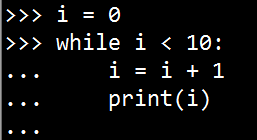 >>> i = 0
>>> while i < 10:
...     i = i + 1
...     print(i)
...